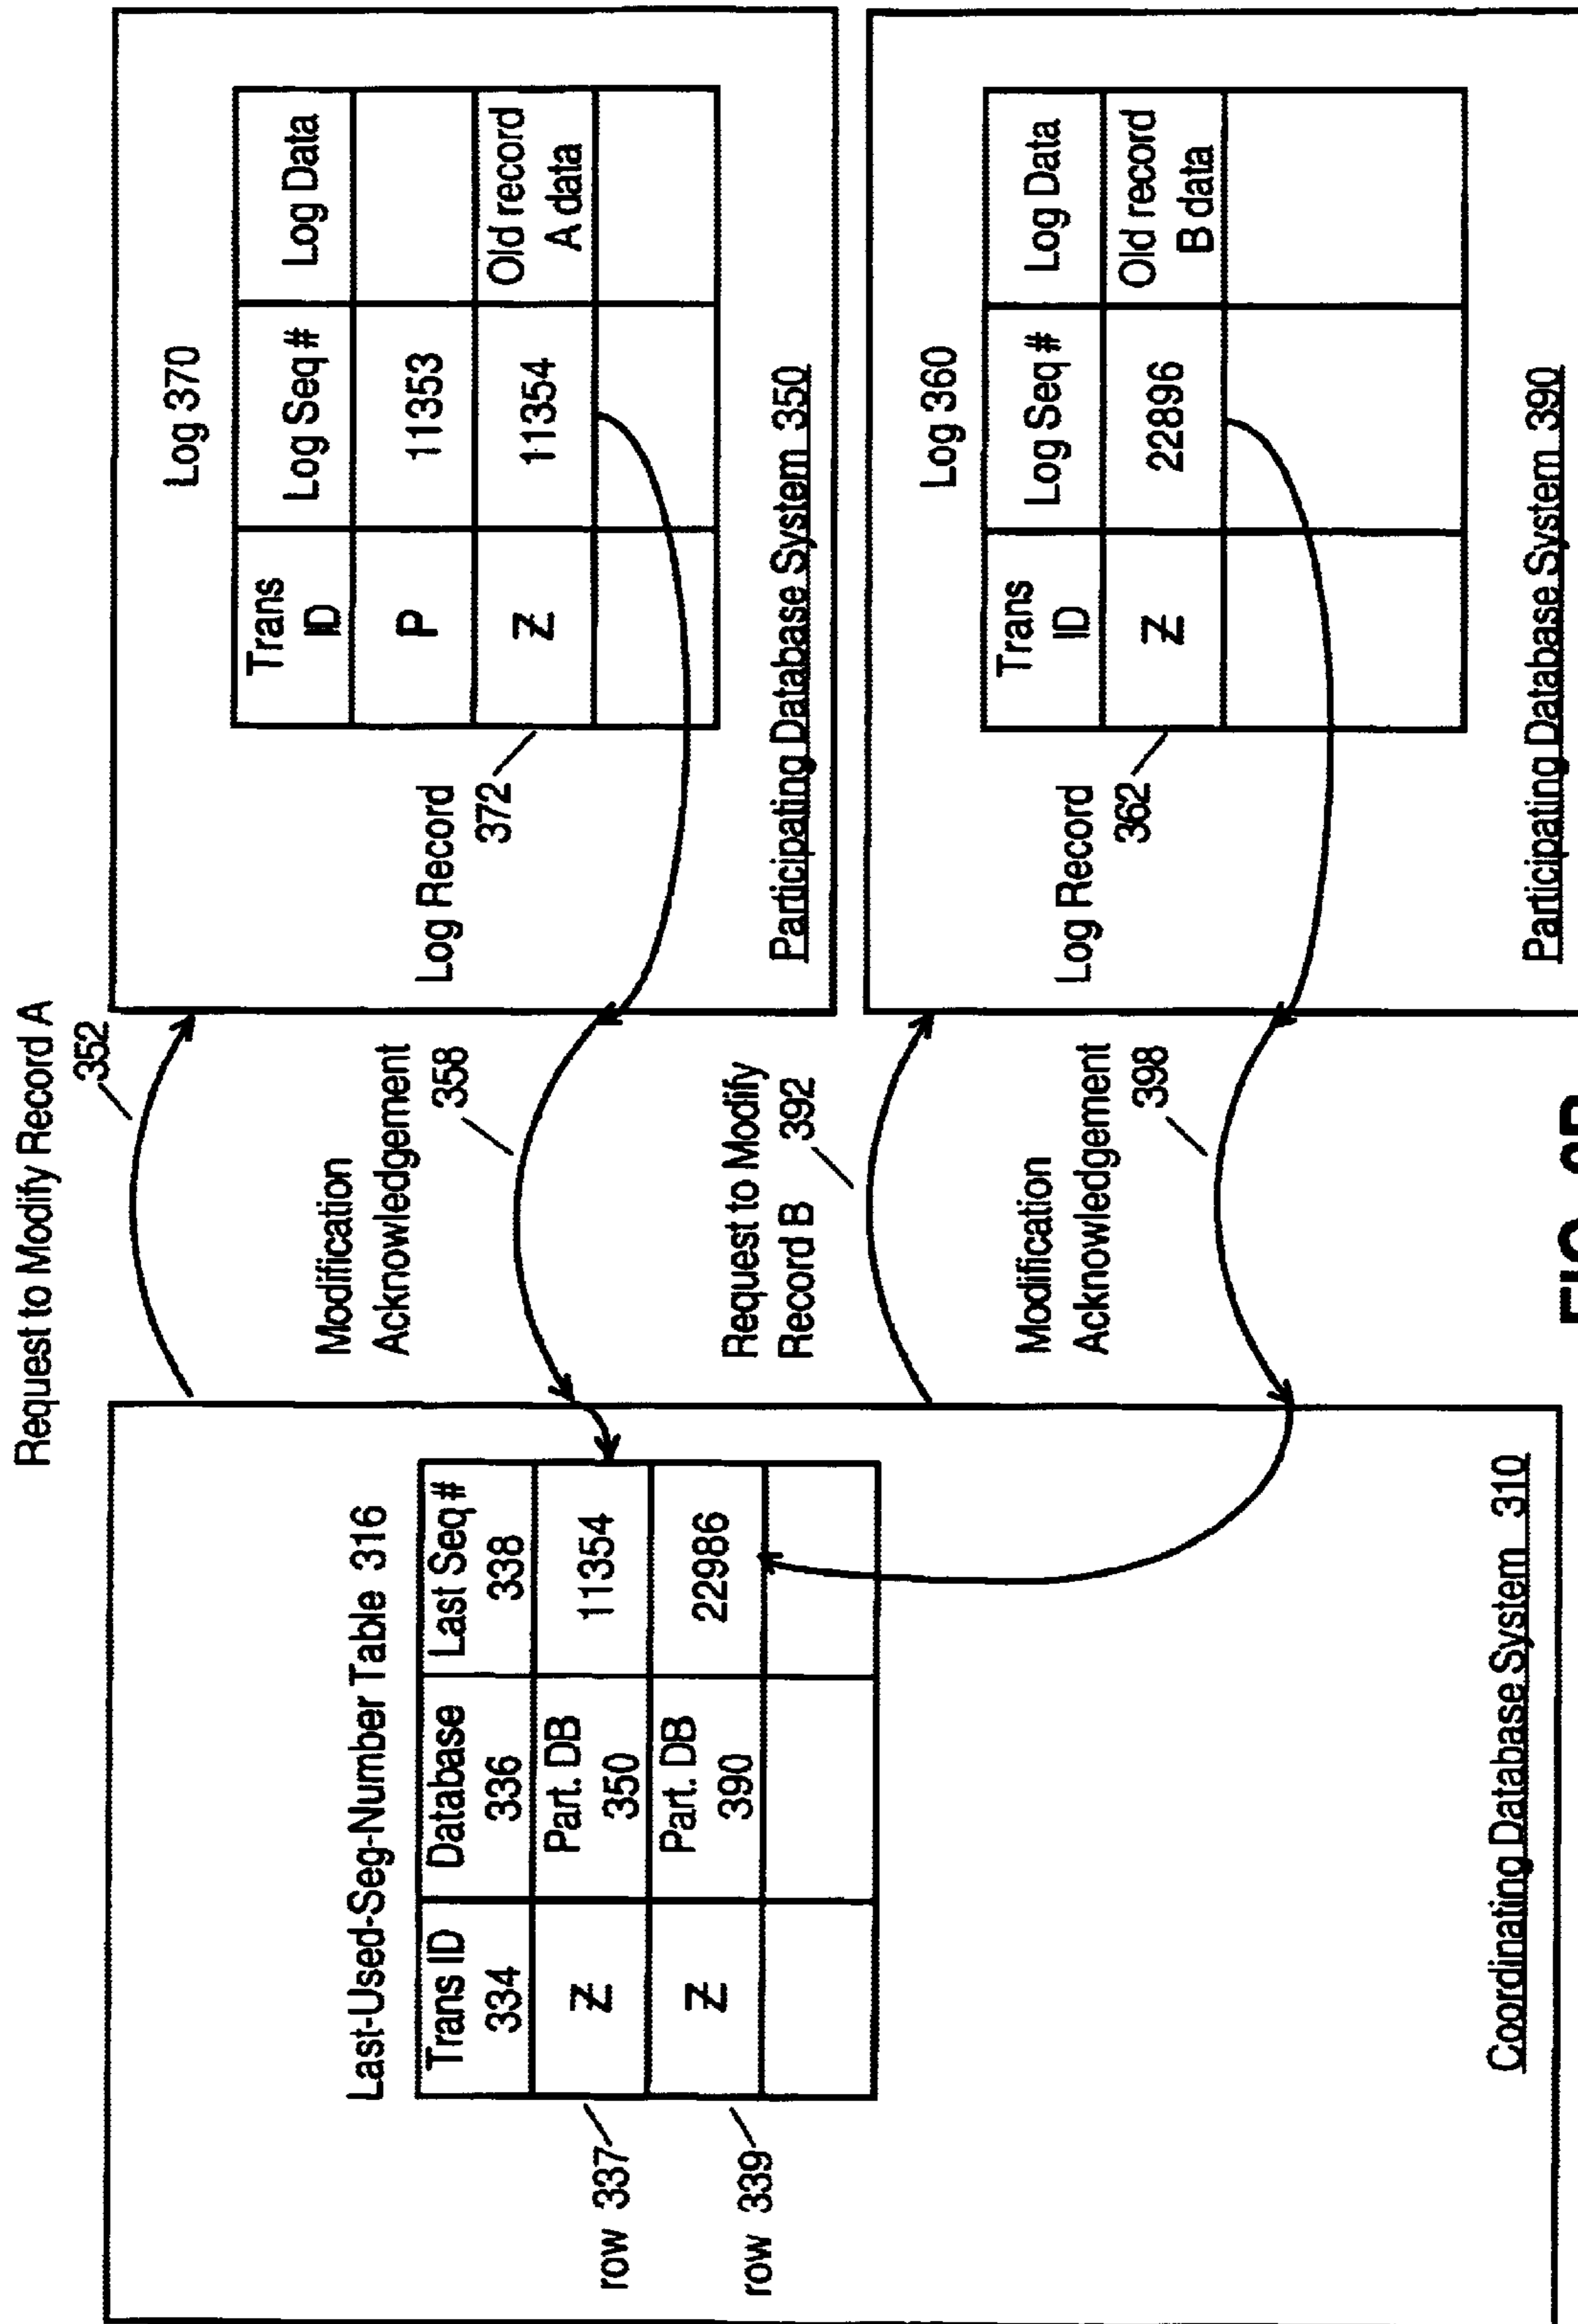 Request to Modify Record A
352
Last-Used-Seg-Number Table 316
Trans ID 334 Database 336 Last Seq # 338
row 337 Z Part. DB 350 11354
row 339 Z Part. DB 390 22986
Coordinating Database System 310
Modification
Acknowledgement
358
Request to Modify
Record B 392
Modification
Acknowledgement
398
Log 370
Trans ID Log Seq # Log Data
P 11353
Z 11354 Old record A data
Log Record
372
Participating Database System 350
Log 360
Trans ID Log Seq # Log Data
Z 22896 Old record B data
Log Record
362
Participating Database System 390